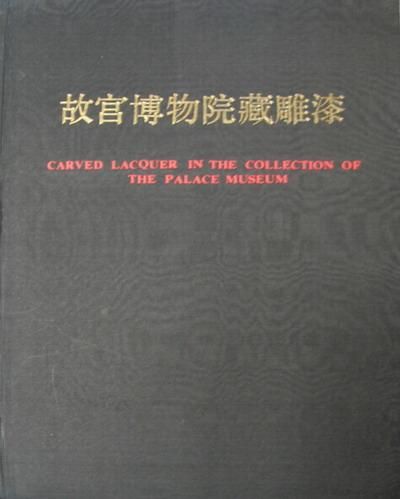 故宫博物院藏雕漆
CARVED LACQUER IN THE COLLECTION OF
THE PALACE MUSEUM